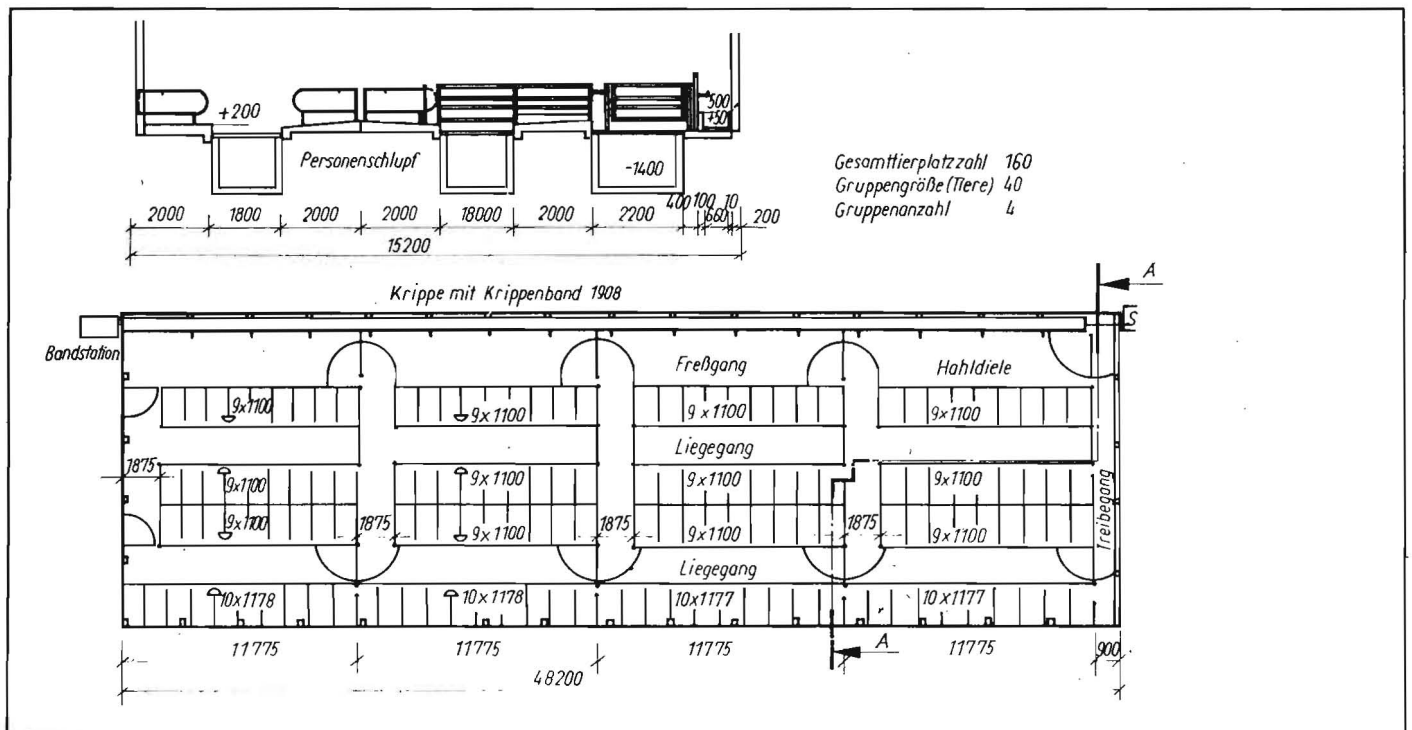 +200
500
+50
Personenschlupf
-1400
Gesamttierplatzzahl 160
Gruppengröße (Tiere) 40
Gruppenanzahl 4
400 100 10
2000 1800 2000 2000 18000 2000 2200 660 200
15200
A
Krippe mit Krippenband 1908
S
Bandstation
Freßgang Hahldiele
9x1100 9x1100 9x1100 9x1100
Liegegang
1875
9x1100 9x1100 9x1100 9x1100
Treibegang
1875 1875 1875
9x1100 9x1100 9x1100 9x1100
Liegegang
10x1178 10x1178 10x1177 10x1177
11775 11775 11775 A 11775 900
48200